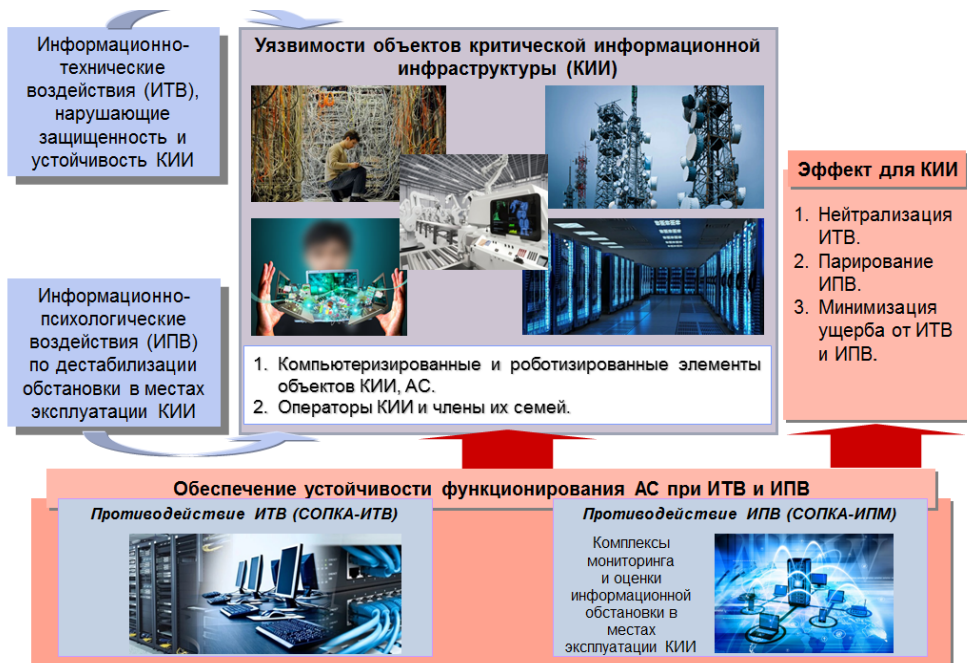 Информационно-
технические
воздействия (ИТВ),
нарушающие
защищенность и
устойчивость КИИ
Информационно-
психологические
воздействия (ИПВ)
по дестабилизации
обстановки в местах
эксплуатации КИИ
Уязвимости объектов критической информационной
инфраструктуры (КИИ)
1. Компьютеризированные и роботизированные элементы
объектов КИИ, АС.
2. Операторы КИИ и члены их семей.
Эффект для КИИ
1. Нейтрализация
ИТВ.
2. Парирование
ИПВ.
3. Минимизация
ущерба от ИТВ
и ИПВ.
Обеспечение устойчивости функционирования АС при ИТВ и ИПВ
Противодействие ИТВ (СОПКА-ИТВ)
Противодействие ИПВ (СОПКА-ИПМ)
Комплексы
мониторинга
и оценки
информационной
обстановки в
местах
эксплуатации КИИ